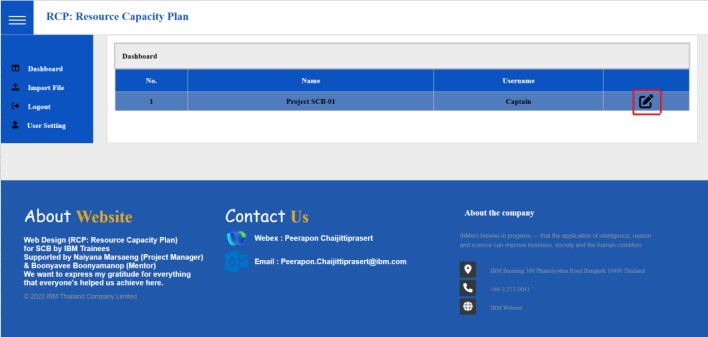 RCP: Resource Capacity Plan
Dashboard
Import File
Logout
User Setting
Dashboard
No. Name Username
1 Project SCB-01 Captain
About Website
Web Design (RCP: Resource Capacity Plan)
for SCB by IBM Trainees
Supported by Naiyana Marsaeng (Project Manager)
& Boonyavee Boonyamanop (Mentor)
We want to express my gratitude for everything
that everyone's helped us achieve here.
© 2022 IBM Thailand Company Limited
Contact Us
Webex : Peerapon Chaijittiprasert
Email : Peerapon.Chaijittiprasert@ibm.com
About the company
IBMers believe in progress — that the application of intelligence, reason
and science can improve business, society and the human condition.
IBM Building 388 Phaholyothin Road Bangkok 10400 Thailand
+66-2-273-0041
IBM Website